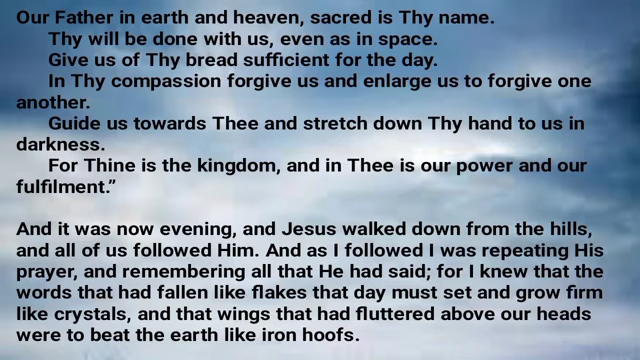 Our Father in earth and heaven, sacred is Thy name.
Thy will be done with us, even as in space.
Give us of Thy bread sufficient for the day.
In Thy compassion forgive us and enlarge us to forgive one
another.
Guide us towards Thee and stretch down Thy hand to us in
darkness.
For Thine is the kingdom, and in Thee is our power and our
fulfilment.”
And it was now evening, and Jesus walked down from the hills,
and all of us followed Him. And as I followed I was repeating His
prayer, and remembering all that He had said; for I knew that the
words that had fallen like flakes that day must set and grow firm
like crystals, and that wings that had fluttered above our heads
were to beat the earth like iron hoofs.